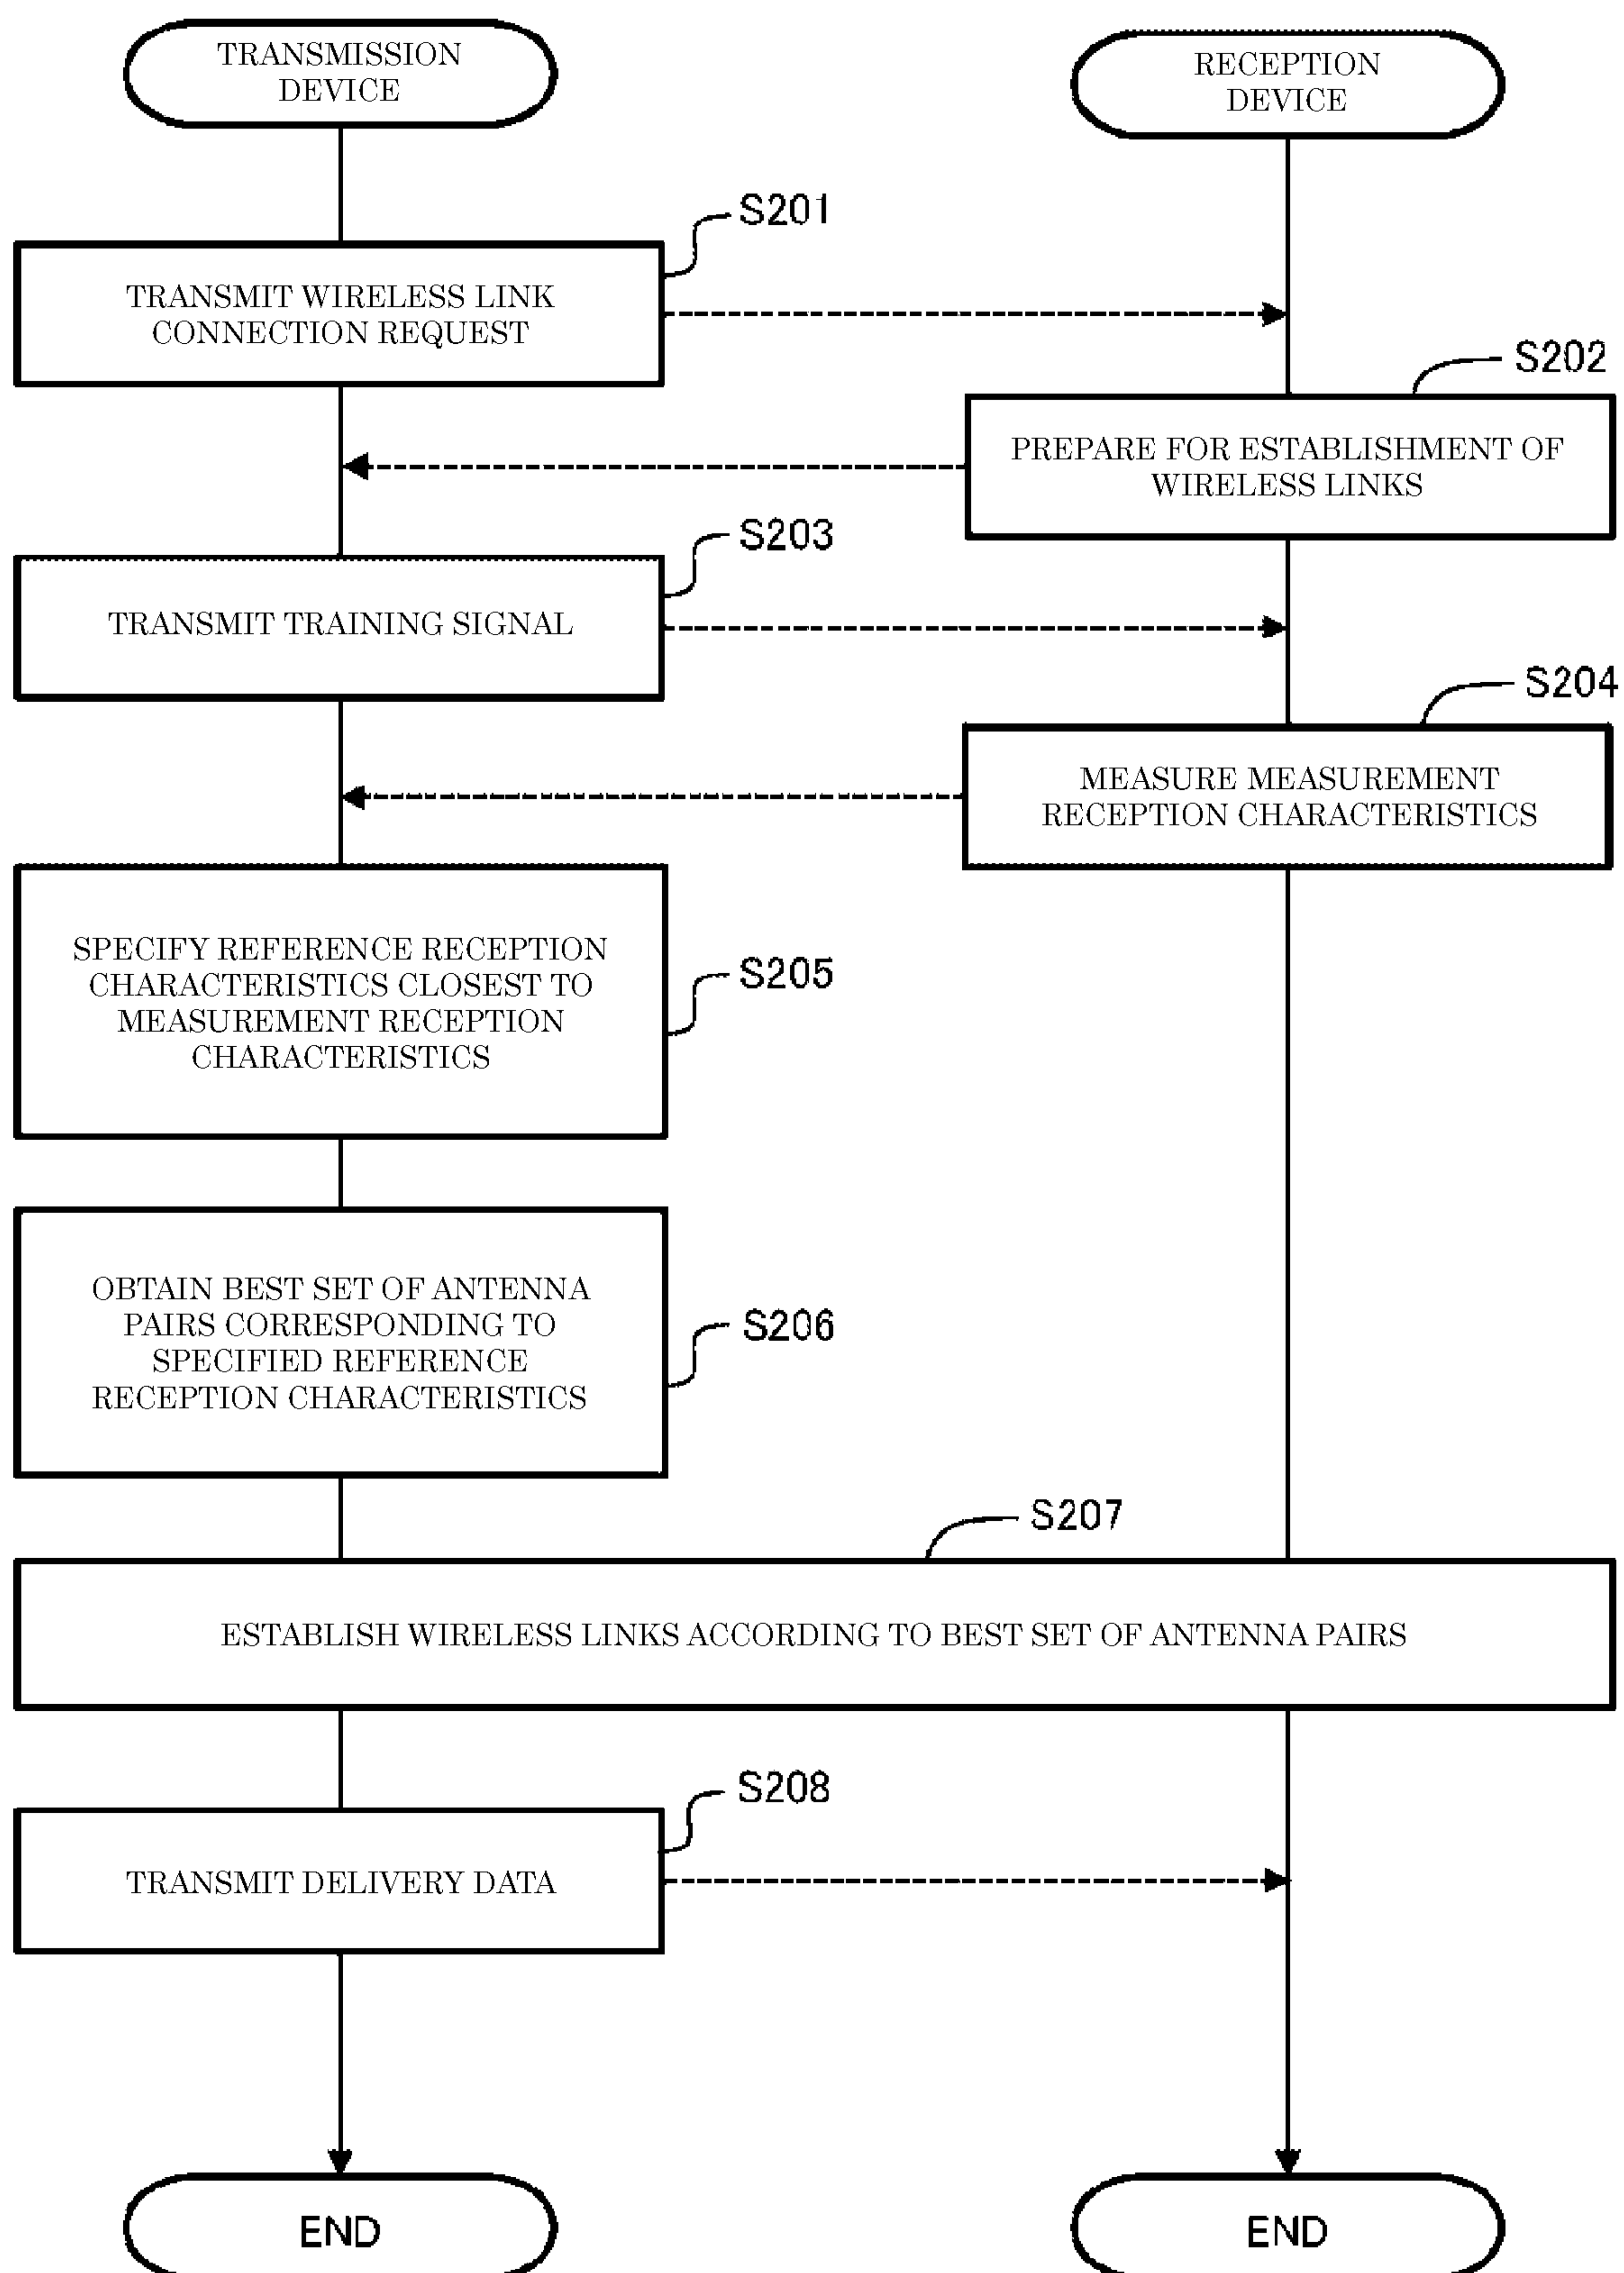 TRANSMISSION
DEVICE
RECEPTION
DEVICE
S201
TRANSMIT WIRELESS LINK
CONNECTION REQUEST
S202
PREPARE FOR ESTABLISHMENT OF
WIRELESS LINKS
S203
TRANSMIT TRAINING SIGNAL
S204
MEASURE MEASUREMENT
RECEPTION CHARACTERISTICS
SPECIFY REFERENCE RECEPTION
CHARACTERISTICS CLOSEST TO
MEASUREMENT RECEPTION
CHARACTERISTICS
S205
OBTAIN BEST SET OF ANTENNA
PAIRS CORRESPONDING TO
SPECIFIED REFERENCE
RECEPTION CHARACTERISTICS
S206
S207
ESTABLISH WIRELESS LINKS ACCORDING TO BEST SET OF ANTENNA PAIRS
S208
TRANSMIT DELIVERY DATA
END
END